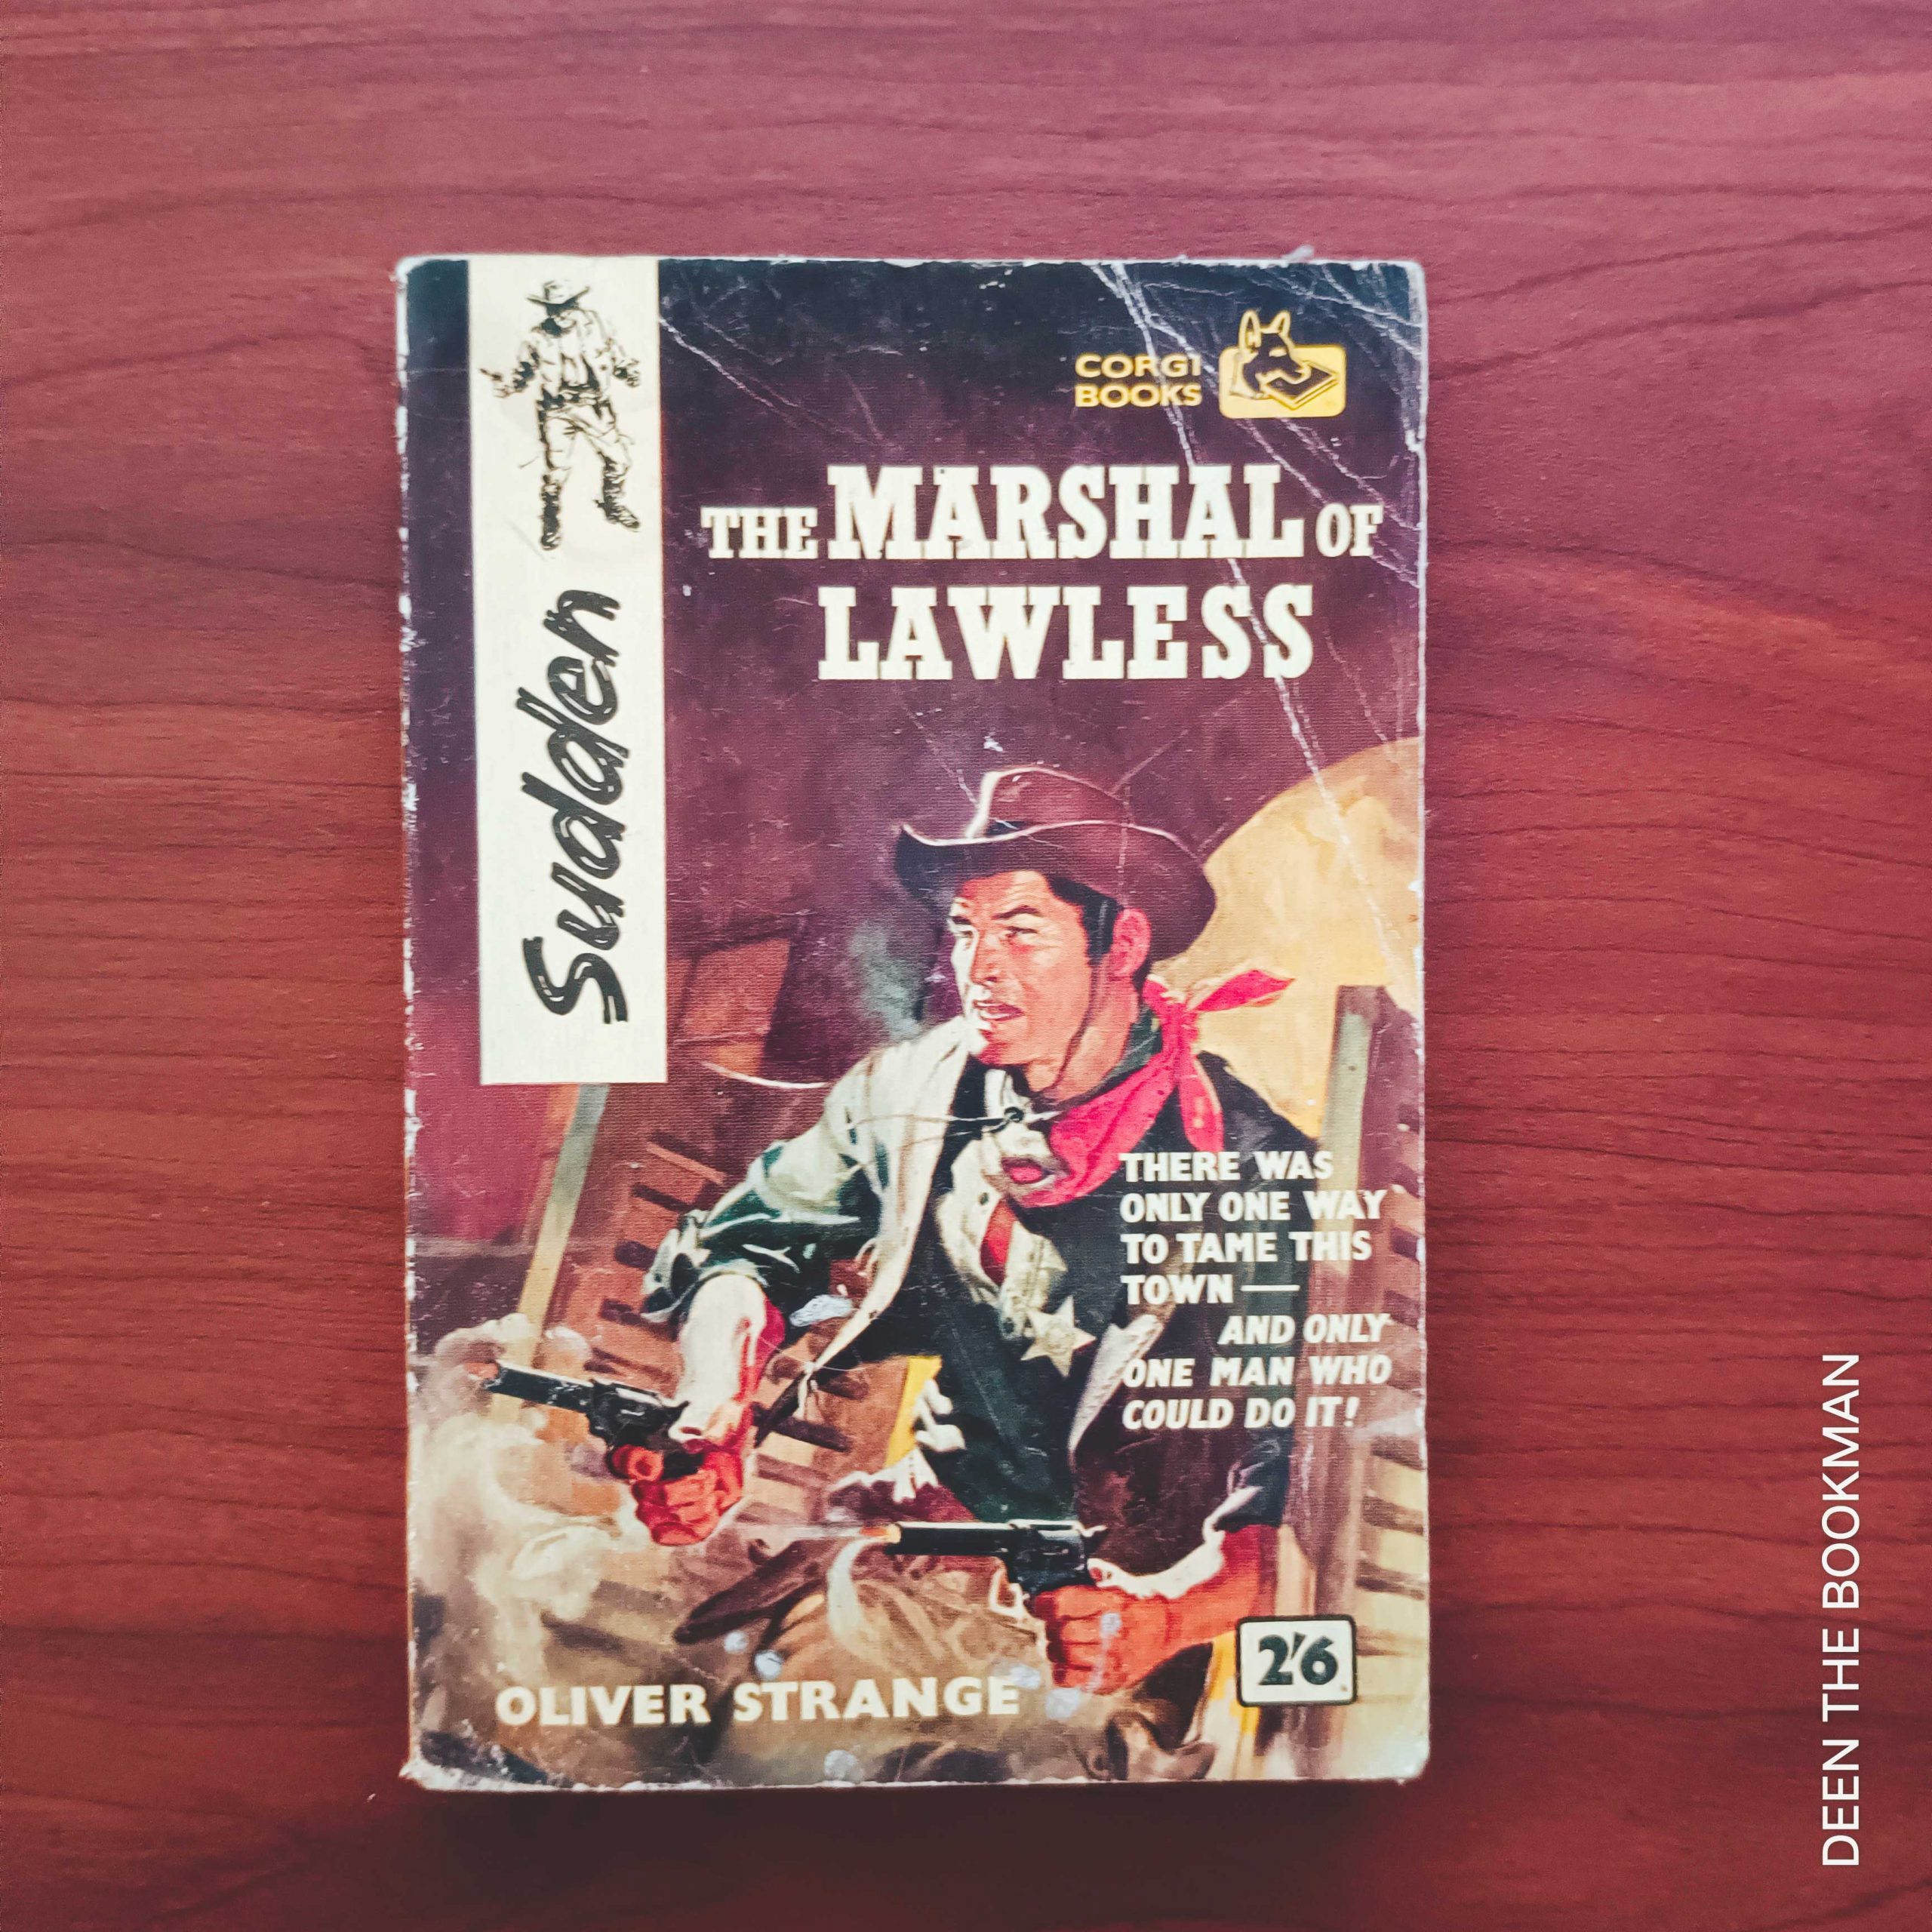 Sudden
CORGI
BOOKS
THE MARSHAL OF
LAWLESS
THERE WAS
ONLY ONE WAY
TO TAME THIS
TOWN —
AND ONLY
ONE MAN WHO
COULD DO IT!
2'6
OLIVER STRANGE
DEEN THE BOOKMAN